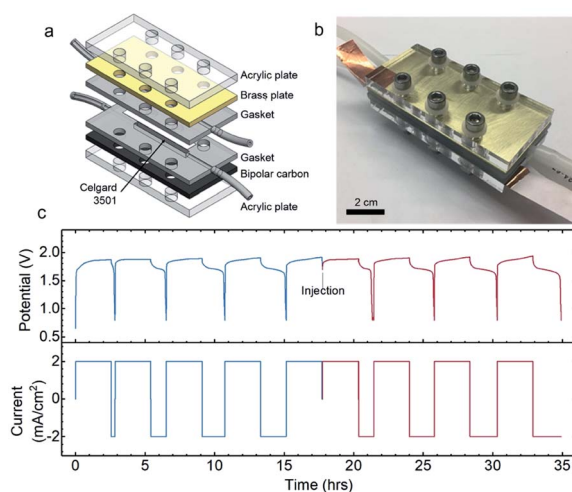 a
Acrylic plate
Brass plate
Gasket
Gasket
Bipolar carbon
Acrylic plate
Celgard
3501
b
2 cm
c
Potential (V)
2.0
1.5
1.0
0.5
Injection
Current
(mA/cm²)
2
0
-2
0 5 10 15 20 25 30 35
Time (hrs)